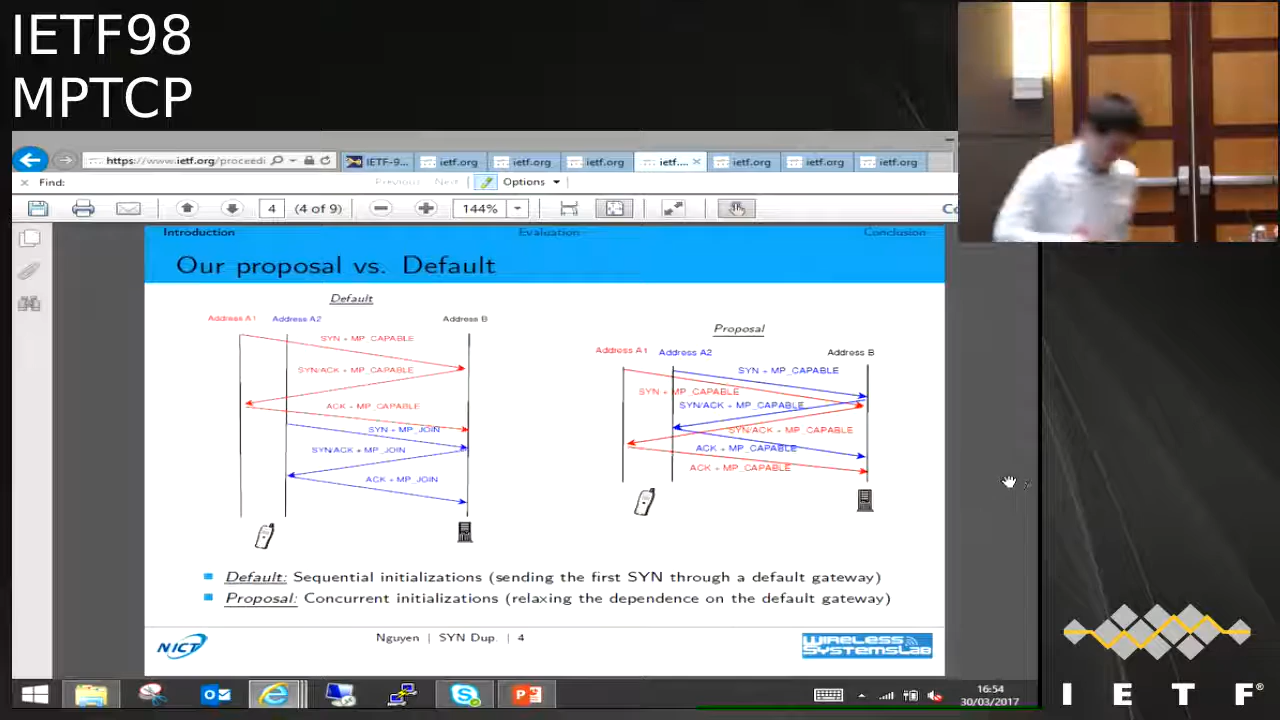 IETF98
MPTCP
https://www.ietf.org/proceedi
IETF-9...
ietf.org
ietf.org
ietf.org
ietf....
ietf.org
ietf.org
ietf.org
Find:
Previous
Next
Options
4
(4 of 9)
144%
Introduction
Evaluation
Conclusion
Our proposal vs. Default
Default
Address A1
Address A2
Address B
SYN + MP_CAPABLE
SYN/ACK + MP_CAPABLE
ACK + MP_CAPABLE
SYN + MP_JOIN
SYN/ACK + MP_JOIN
ACK + MP_JOIN
Proposal
Address A1
Address A2
Address B
SYN + MP_CAPABLE
SYN + MP_CAPABLE
SYN/ACK + MP_CAPABLE
SYN/ACK + MP_CAPABLE
ACK + MP_CAPABLE
ACK + MP_CAPABLE
Default: Sequential initializations (sending the first SYN through a default gateway)
Proposal: Concurrent initializations (relaxing the dependence on the default gateway)
NICT
Nguyen | SYN Dup. | 4
WIRELESS
SYSTEMSLAB
16:54
30/03/2017
I E T F®